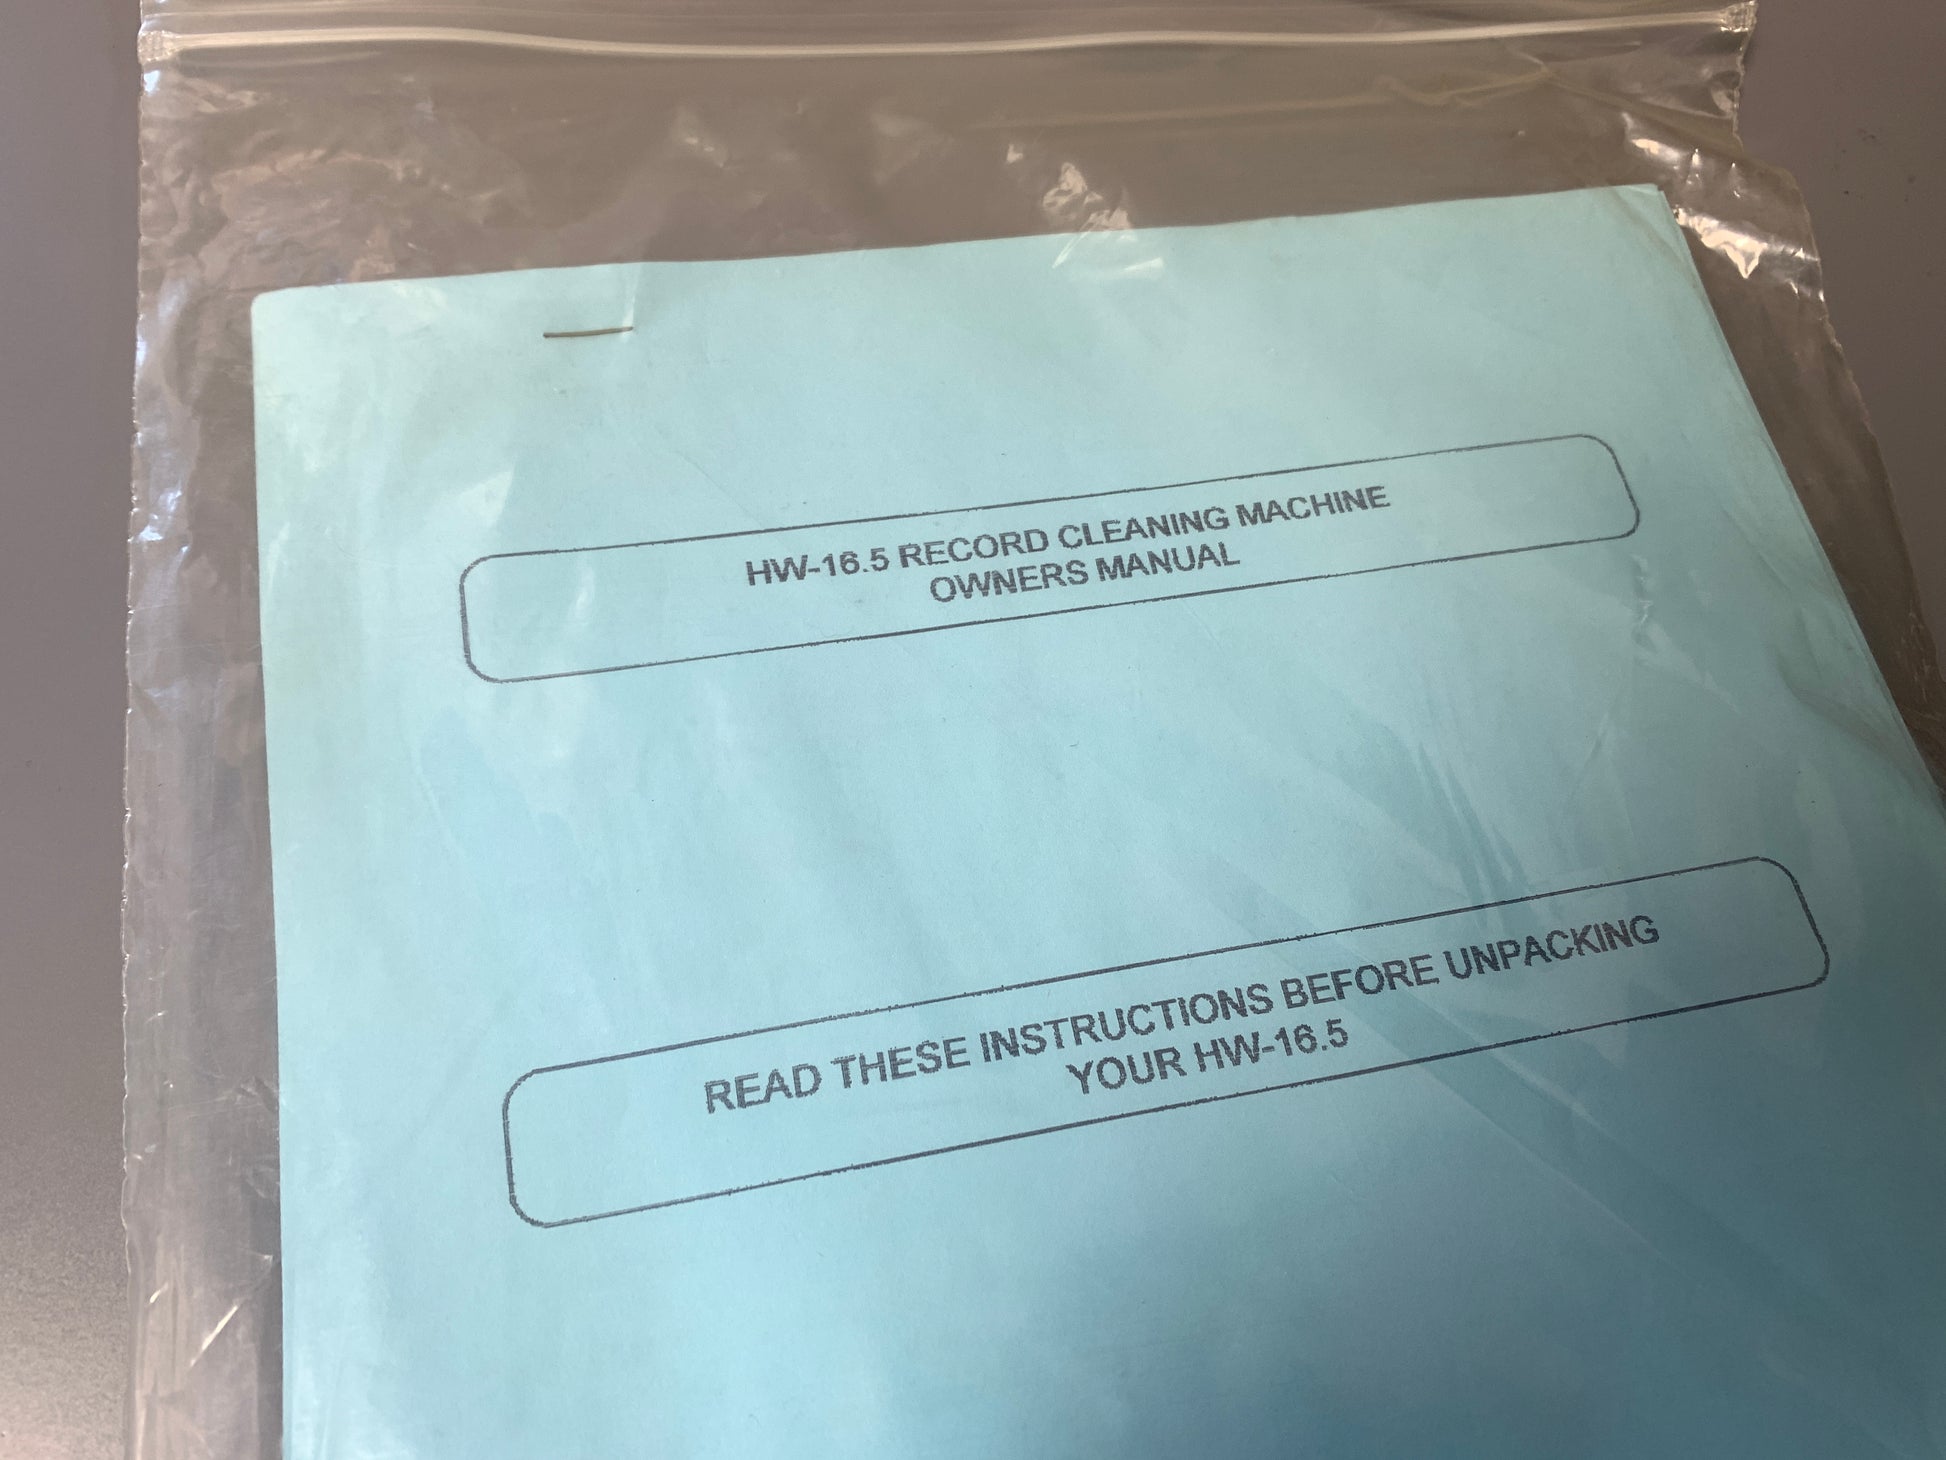 HW-16.5 RECORD CLEANING MACHINE
OWNERS MANUAL
READ THESE INSTRUCTIONS BEFORE UNPACKING
YOUR HW-16.5